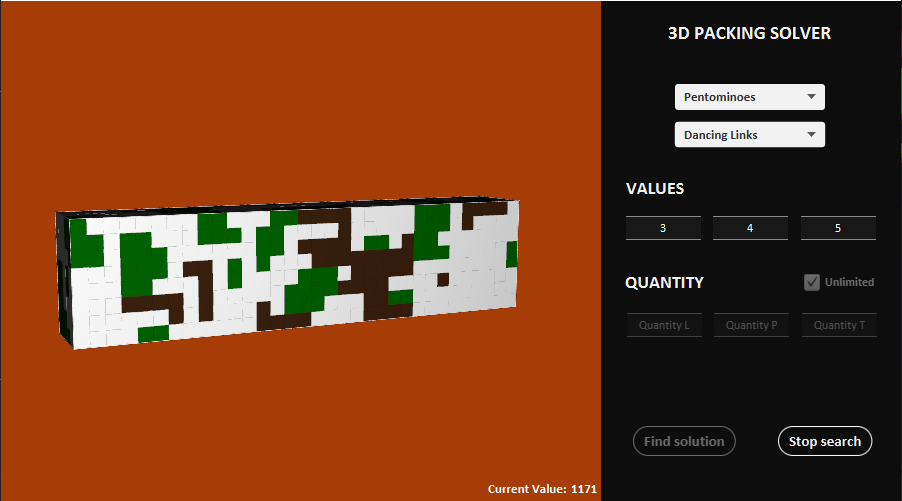 3D PACKING SOLVER
Pentominoes
Dancing Links
VALUES
3 4 5
QUANTITY Unlimited
Quantity L Quantity P Quantity T
Find solution Stop search
Current Value: 1171